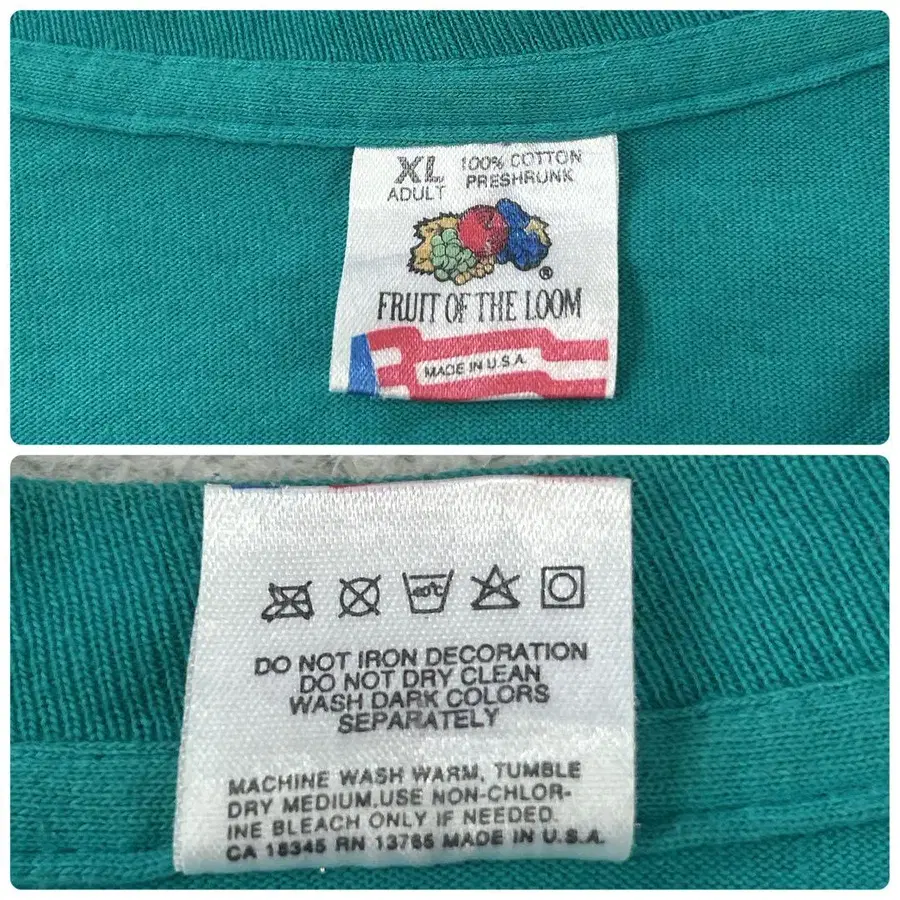 XL 100% COTTON
ADULT PRESHRUNK
®
FRUIT OF THE LOOM
MADE IN U.S.A.
40°C
DO NOT IRON DECORATION
DO NOT DRY CLEAN
WASH DARK COLORS
SEPARATELY
MACHINE WASH WARM, TUMBLE
DRY MEDIUM.USE NON-CHLOR-
INE BLEACH ONLY IF NEEDED.
CA 15345 RN 13765 MADE IN U.S.A.